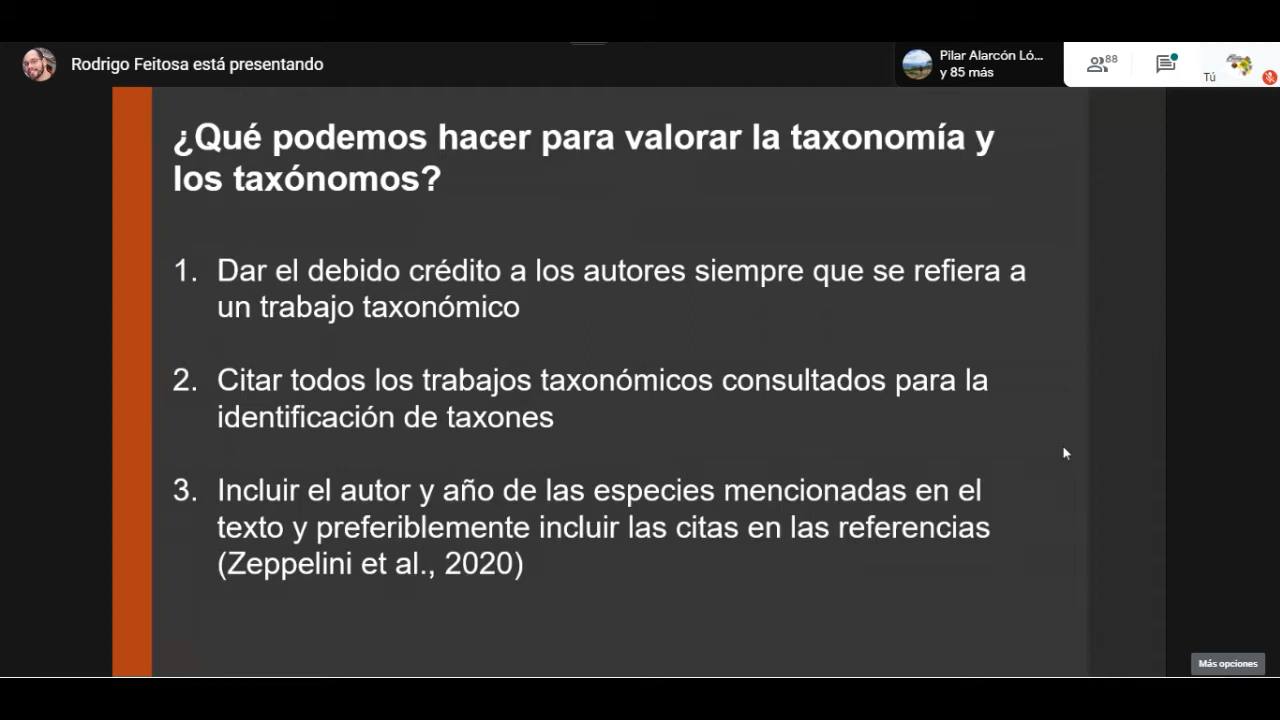 Rodrigo Feitosa está presentando
Pilar Alarcón Ló...
y 85 más
88
Tú
¿Qué podemos hacer para valorar la taxonomía y
los taxónomos?
1. Dar el debido crédito a los autores siempre que se refiera a
un trabajo taxonómico
2. Citar todos los trabajos taxonómicos consultados para la
identificación de taxones
3. Incluir el autor y año de las especies mencionadas en el
texto y preferiblemente incluir las citas en las referencias
(Zeppelini et al., 2020)
Más opciones